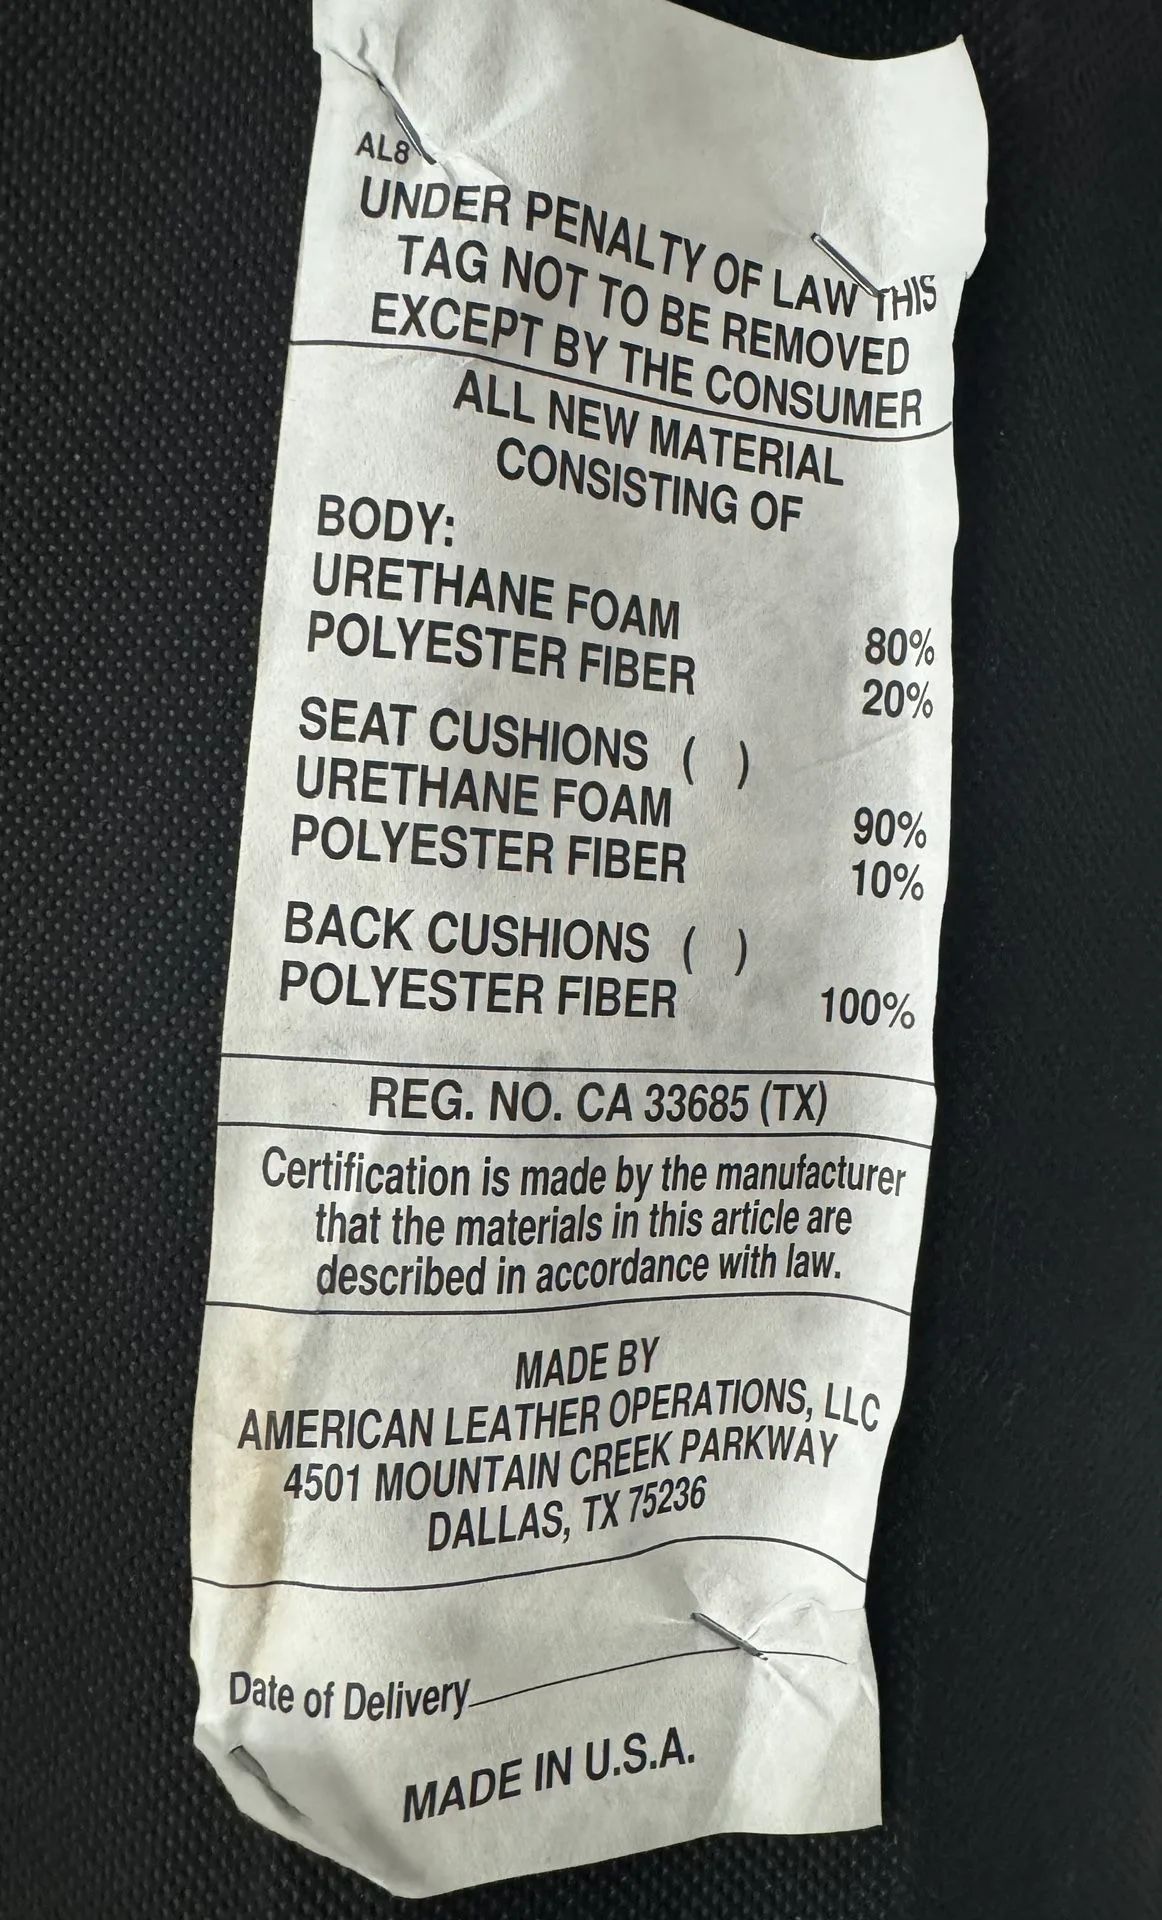 AL8
UNDER PENALTY OF LAW THIS
TAG NOT TO BE REMOVED
EXCEPT BY THE CONSUMER
ALL NEW MATERIAL
CONSISTING OF
BODY:
URETHANE FOAM 80%
POLYESTER FIBER 20%
SEAT CUSHIONS ( )
URETHANE FOAM 90%
POLYESTER FIBER 10%
BACK CUSHIONS ( )
POLYESTER FIBER 100%
REG. NO. CA 33685 (TX)
Certification is made by the manufacturer
that the materials in this article are
described in accordance with law.
MADE BY
AMERICAN LEATHER OPERATIONS, LLC
4501 MOUNTAIN CREEK PARKWAY
DALLAS, TX 75236
Date of Delivery
MADE IN U.S.A.